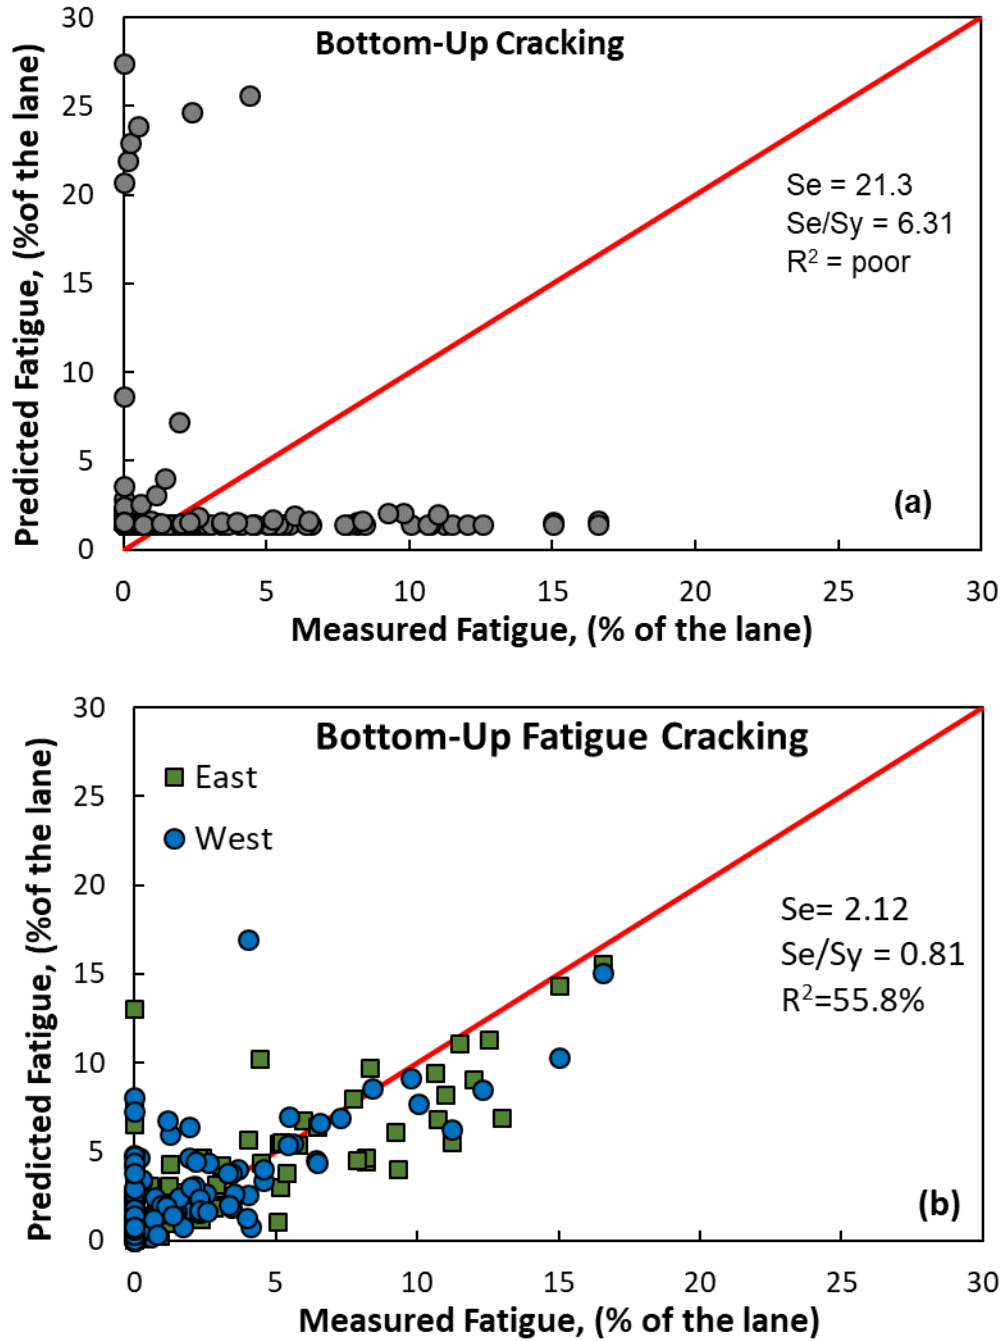 Bottom-Up Cracking
Predicted Fatigue, (%of the lane)
30
25
20
15
10
5
0
Se = 21.3
Se/Sy = 6.31
R² = poor
(a)
0 5 10 15 20 25 30
Measured Fatigue, (% of the lane)
Bottom-Up Fatigue Cracking
Predicted Fatigue, (%of the lane)
30
25
20
15
10
5
0
East
West
Se= 2.12
Se/Sy = 0.81
R²=55.8%
(b)
0 5 10 15 20 25 30
Measured Fatigue, (% of the lane)